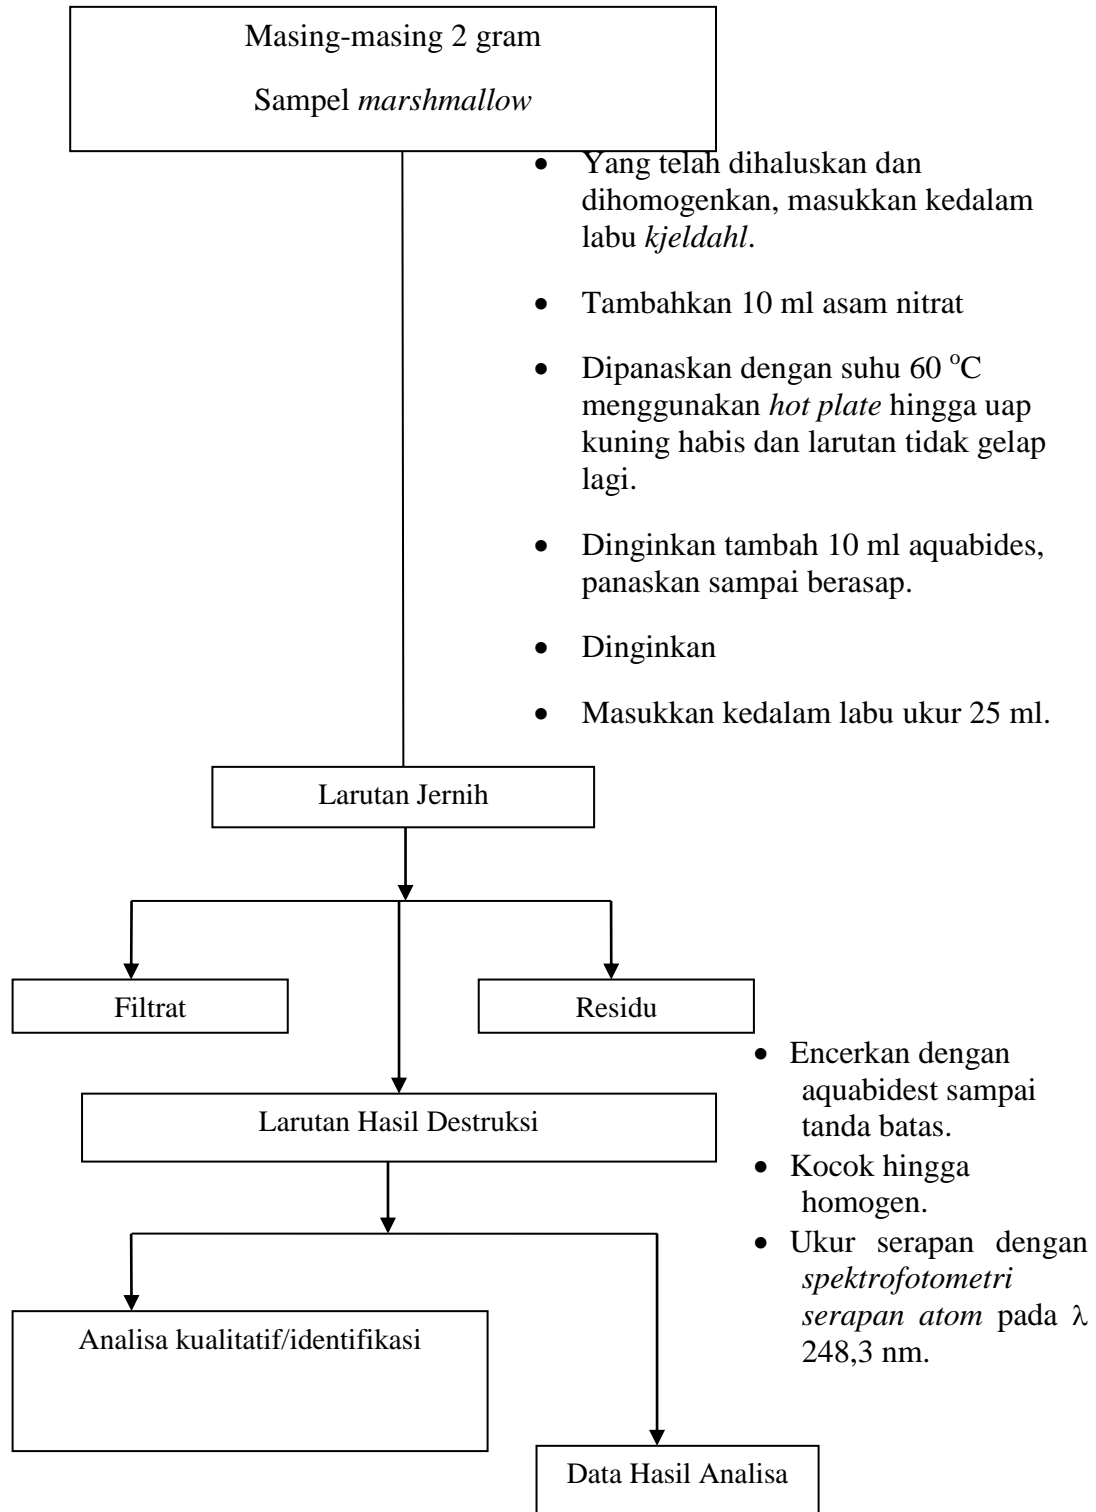 Masing-masing 2 gram
Sampel marshmallow
• Yang telah dihaluskan dan
dihomogenkan, masukkan kedalam
labu kjeldahl.
• Tambahkan 10 ml asam nitrat
• Dipanaskan dengan suhu 60 °C
menggunakan hot plate hingga uap
kuning habis dan larutan tidak gelap
lagi.
• Dinginkan tambah 10 ml aquabides,
panaskan sampai berasap.
• Dinginkan
• Masukkan kedalam labu ukur 25 ml.
Larutan Jernih
Filtrat
Residu
• Encerkan dengan
aquabidest sampai
tanda batas.
• Kocok hingga
homogen.
• Ukur serapan dengan
spektrofotometri
serapan atom pada λ
248,3 nm.
Larutan Hasil Destruksi
Analisa kualitatif/identifikasi
Data Hasil Analisa